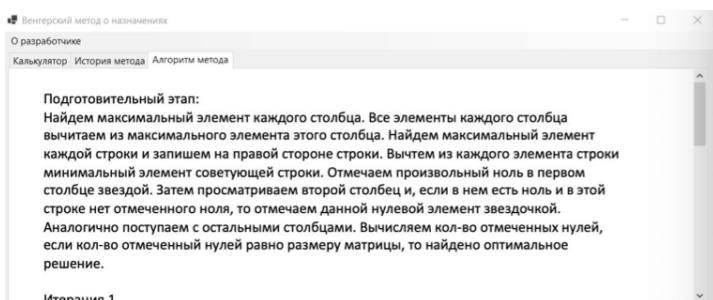 Венгерский метод о назначениях
О разработчике
Калькулятор История метода Алгоритм метода
Подготовительный этап:
Найдем максимальный элемент каждого столбца. Все элементы каждого столбца
вычитаем из максимального элемента этого столбца. Найдем максимальный элемент
каждой строки и запишем на правой стороне строки. Вычтем из каждого элемента строки
минимальный элемент советующей строки. Отмечаем произвольный ноль в первом
столбце звездой. Затем просматриваем второй столбец и, если в нем есть ноль и в этой
строке нет отмеченного ноля, то отмечаем данной нулевой элемент звездочкой.
Аналогично поступаем с остальными столбцами. Вычисляем кол-во отмеченных нулей,
если кол-во отмеченный нулей равно размеру матрицы, то найдено оптимальное
решение.
Итерация 1